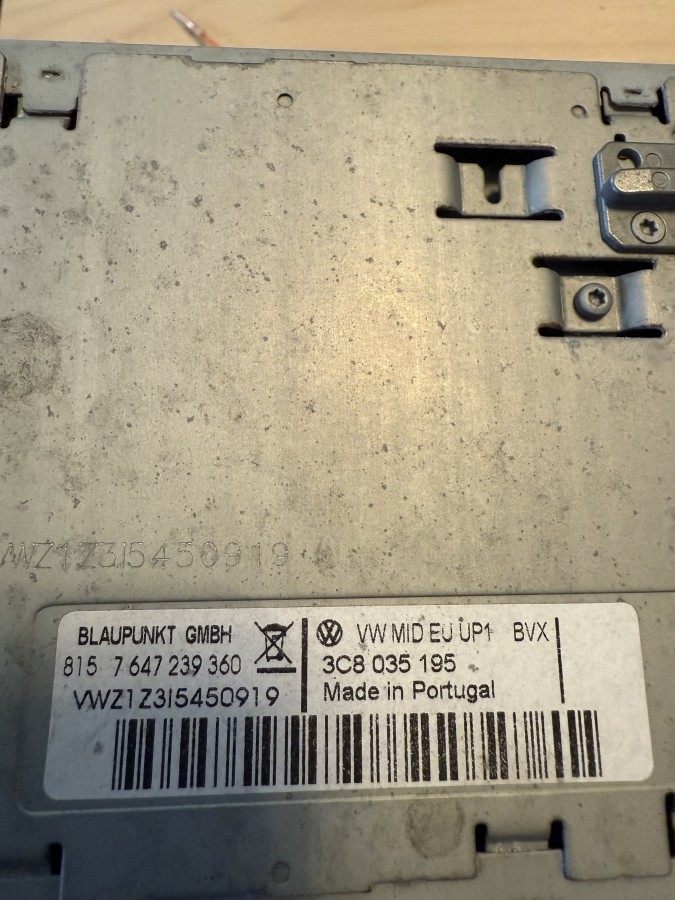 VWZ1Z3I5450919
BLAUPUNKT GMBH
815 7 647 239 360
VWZ1Z3I5450919
VW MID EU UP1 BVX
3C8 035 195
Made in Portugal